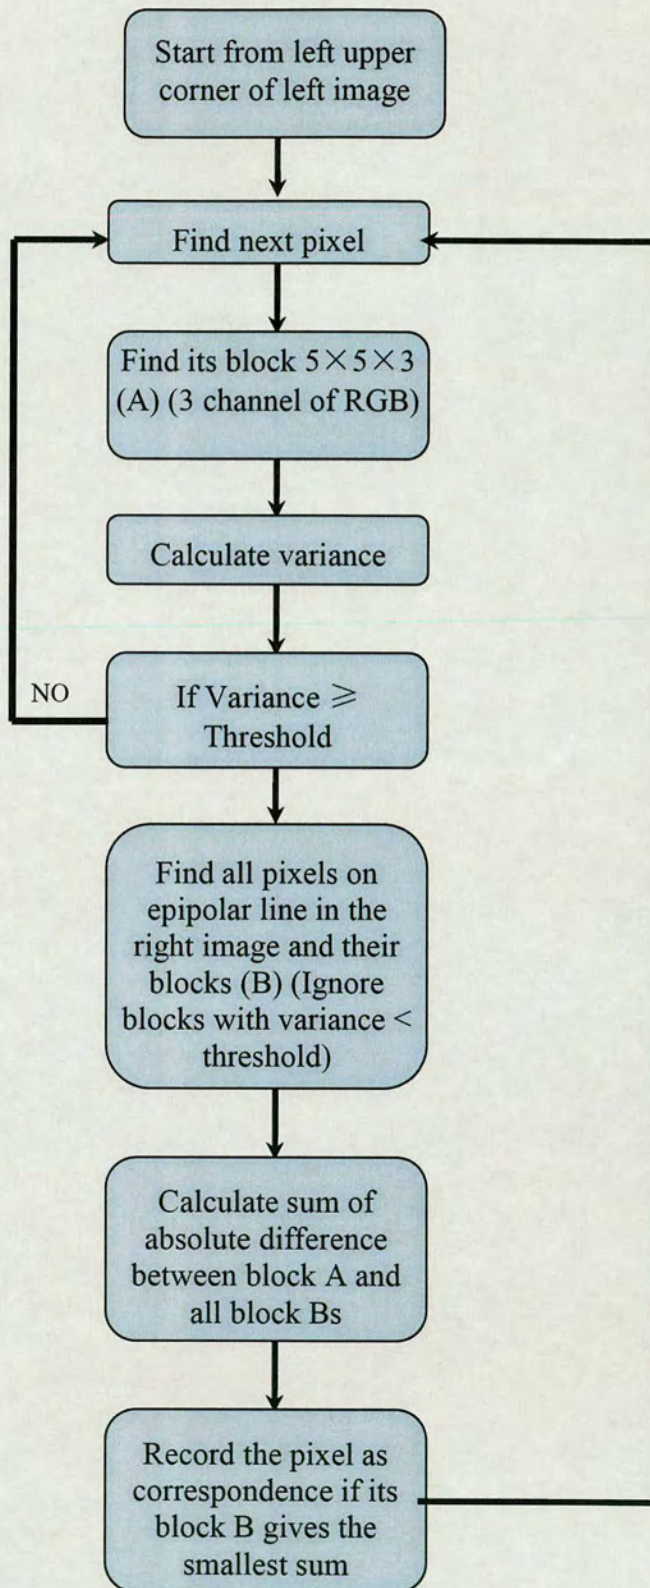 Start from left upper
corner of left image
Find next pixel
Find its block 5×5×3
(A) (3 channel of RGB)
Calculate variance
NO
If Variance ≥
Threshold
Find all pixels on
epipolar line in the
right image and their
blocks (B) (Ignore
blocks with variance <
threshold)
Calculate sum of
absolute difference
between block A and
all block Bs
Record the pixel as
correspondence if its
block B gives the
smallest sum